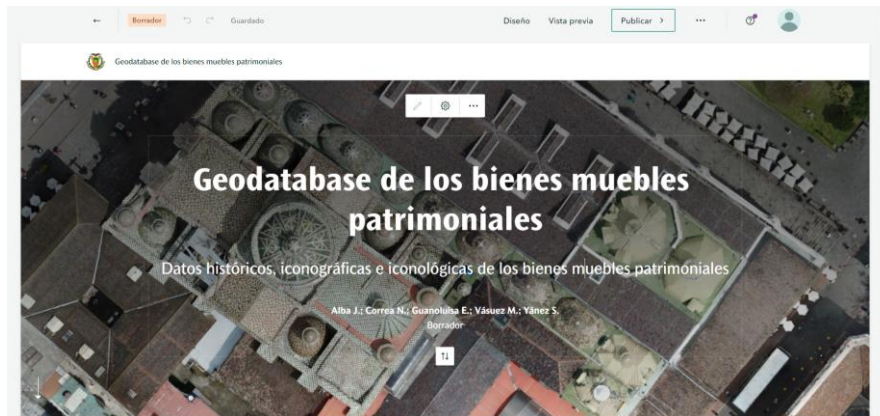 Borrador
Guardado
Diseño
Vista previa
Publicar
Geodatabase de los bienes muebles patrimoniales
Geodatabase de los bienes muebles
patrimoniales
Datos históricos, iconográficas e iconológicas de los bienes muebles patrimoniales
Alba J.; Correa N.; Guanoluisa E.; Vásuez M.; Yánez S.
Borrador